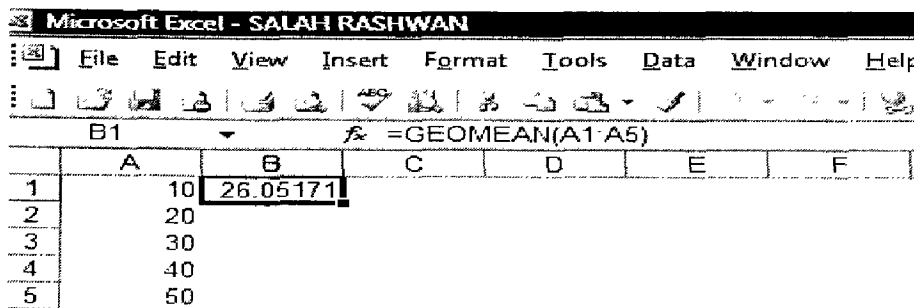 Microsoft Excel - SALAH RASHWAN
File Edit View Insert Format Tools Data Window Help
B1 fx =GEOMEAN(A1:A5)
A B C D E F
1 10 26.05171
2 20
3 30
4 40
5 50